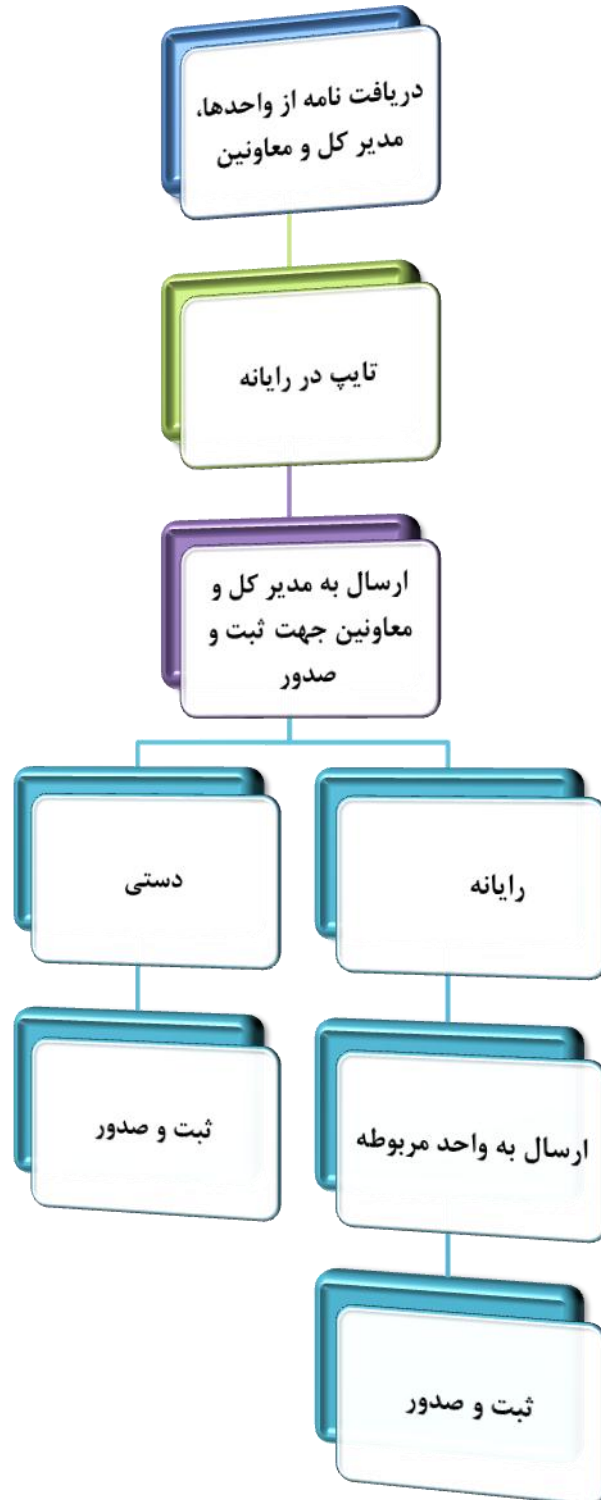 دریافت نامه از واحدها،
مدیر کل و معاونین
تایپ در رایانه
ارسال به مدیر کل و
معاونین جهت ثبت و
صدور
رایانه
دستی
ارسال به واحد مربوطه
ثبت و صدور
ثبت و صدور